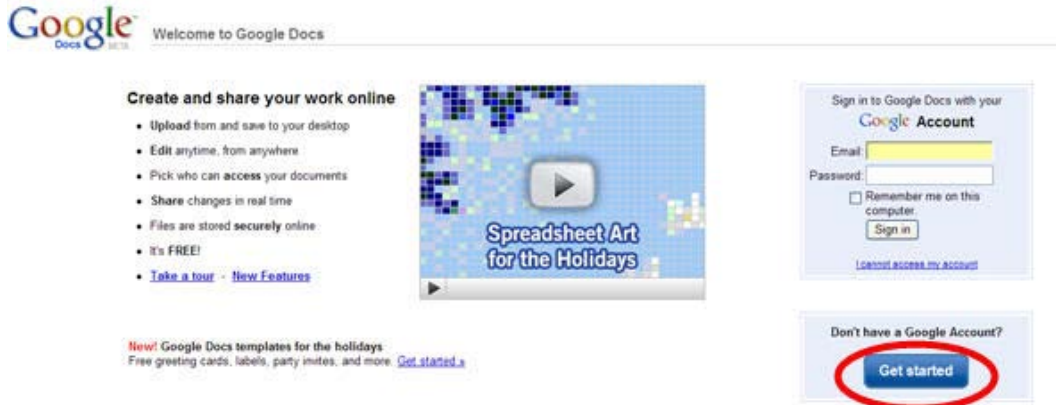 Google
Docs BETA
Welcome to Google Docs
Create and share your work online
• Upload from and save to your desktop
• Edit anytime, from anywhere
• Pick who can access your documents
• Share changes in real time
• Files are stored securely online
• It's FREE!
• Take a tour - New Features
Spreadsheet Art
for the Holidays
New! Google Docs templates for the holidays
Free greeting cards, labels, party invites, and more. Get started »
Sign in to Google Docs with your
Google Account
Email:
Password:
Remember me on this
computer.
Sign in
I cannot access my account
Don't have a Google Account?
Get started